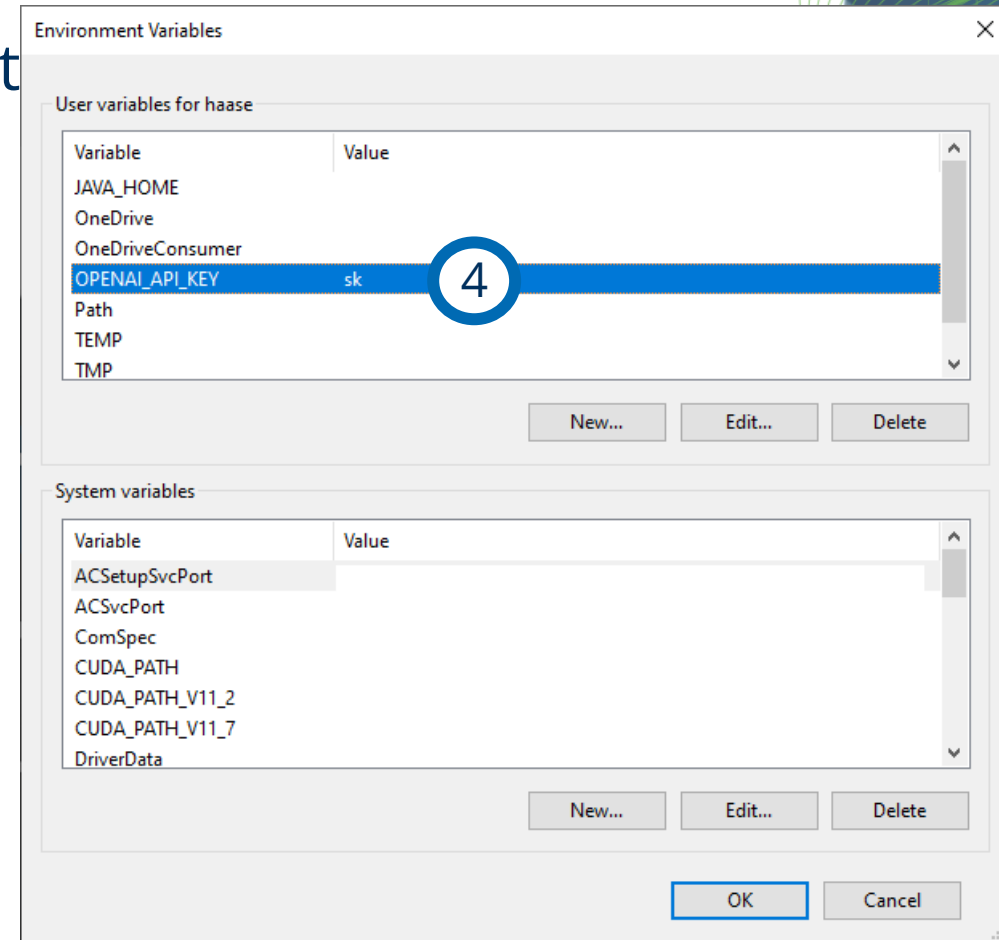 Environment Variables
t
User variables for haase
Variable Value
JAVA_HOME
OneDrive
OneDriveConsumer
OPENAI_API_KEY sk 4
Path
TEMP
TMP
New... Edit... Delete
System variables
Variable Value
ACSetupSvcPort
ACSvcPort
ComSpec
CUDA_PATH
CUDA_PATH_V11_2
CUDA_PATH_V11_7
DriverData
New... Edit... Delete
OK Cancel